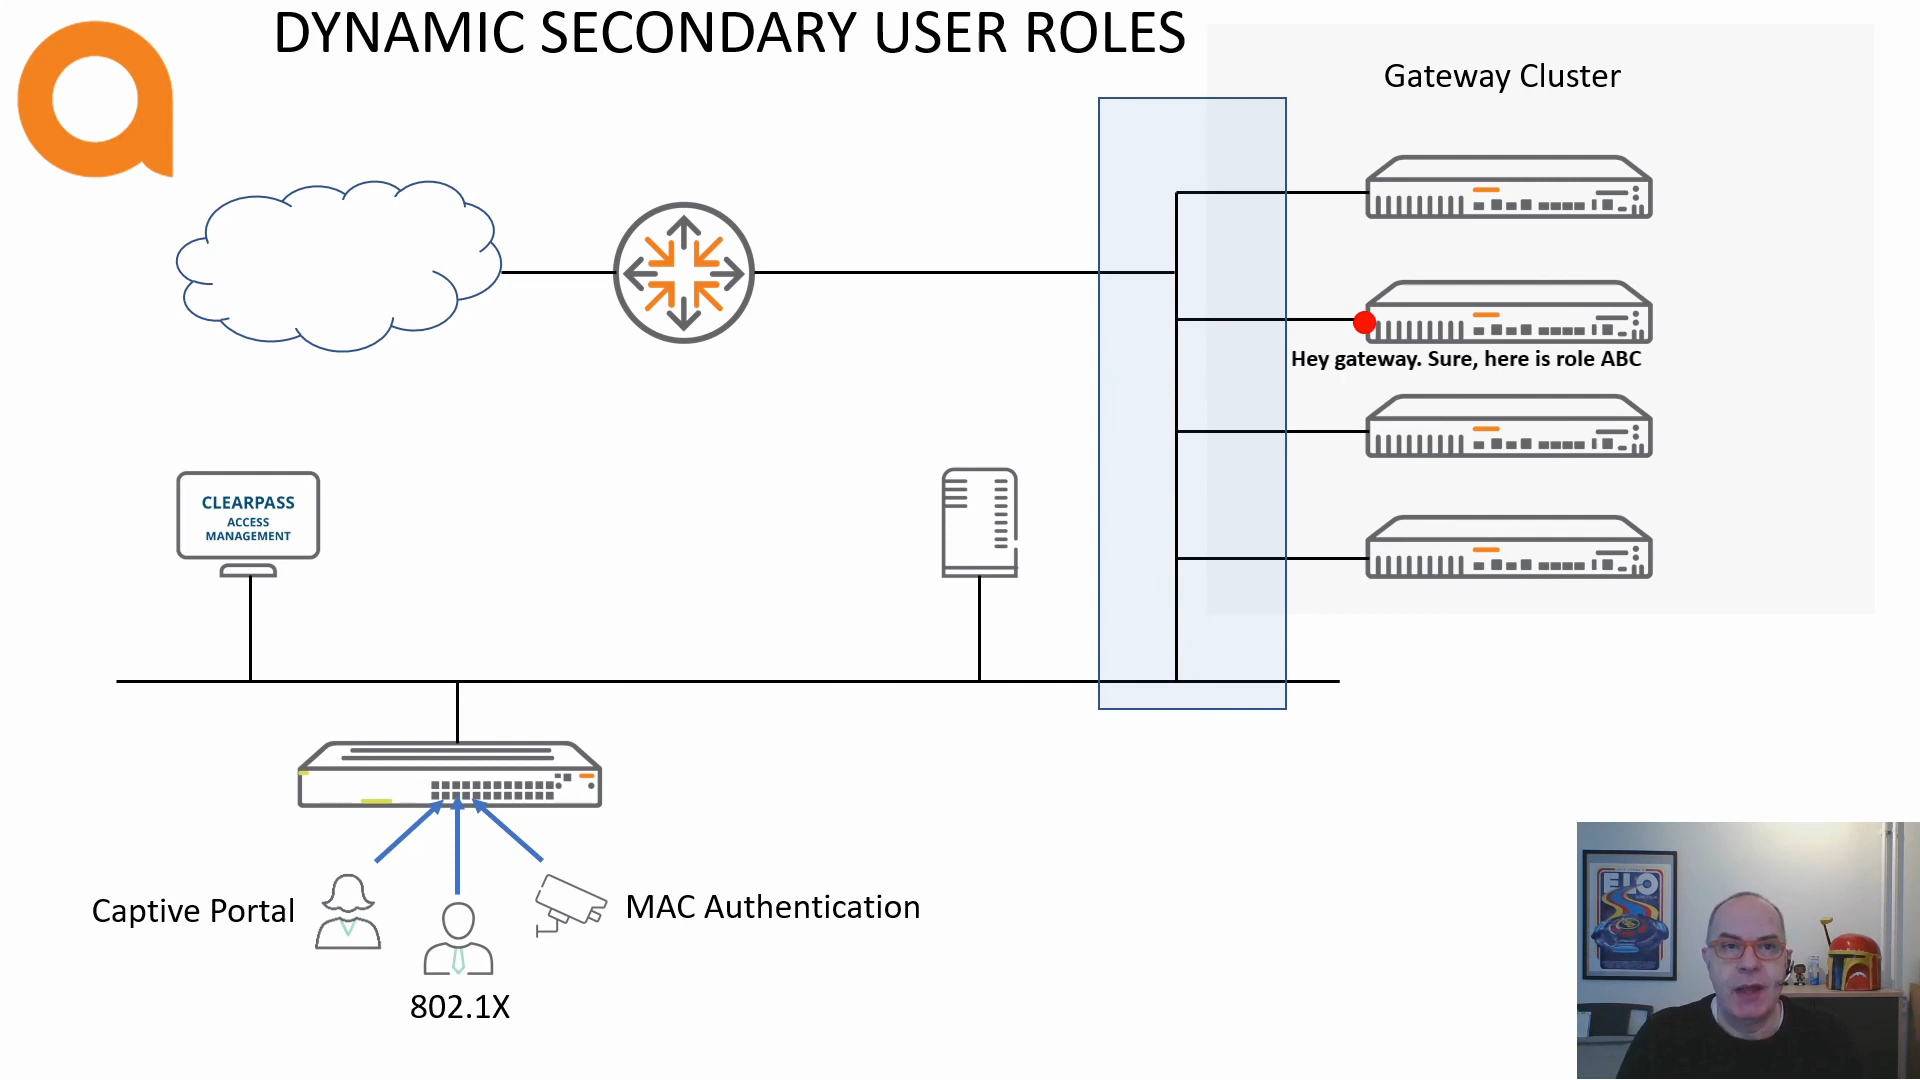 DYNAMIC SECONDARY USER ROLES
Gateway Cluster
Hey gateway. Sure, here is role ABC
CLEARPASS
ACCESS
MANAGEMENT
Captive Portal
MAC Authentication
802.1X
ELO